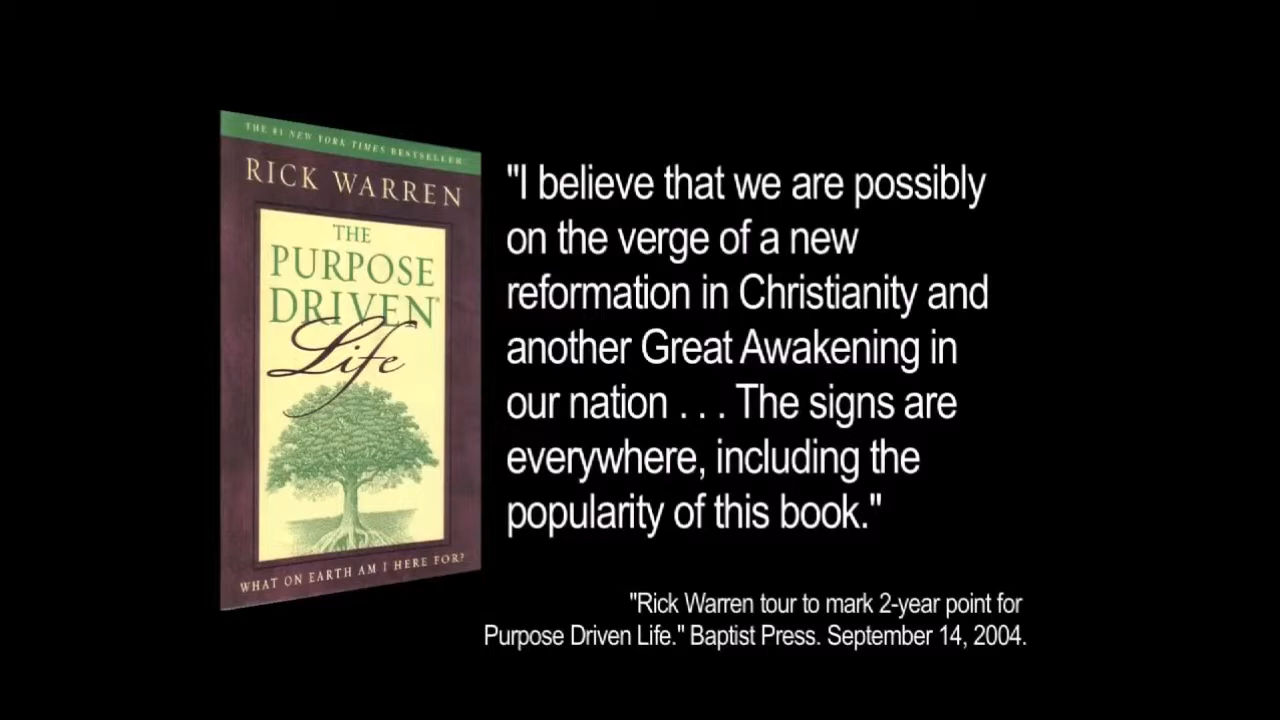 THE #1 NEW YORK TIMES BESTSELLER
RICK WARREN
THE
PURPOSE
DRIVEN®
Life
WHAT ON EARTH AM I HERE FOR?
"I believe that we are possibly
on the verge of a new
reformation in Christianity and
another Great Awakening in
our nation . . . The signs are
everywhere, including the
popularity of this book."
"Rick Warren tour to mark 2-year point for
Purpose Driven Life." Baptist Press. September 14, 2004.